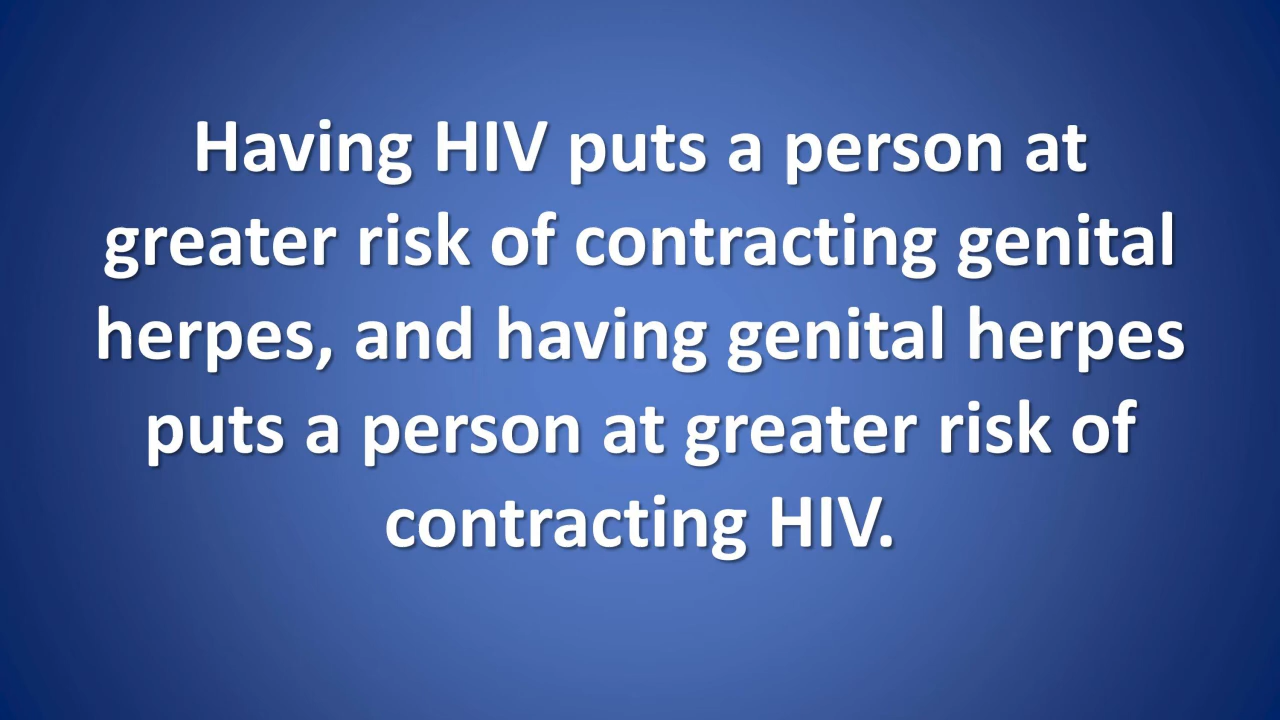 Having HIV puts a person at
greater risk of contracting genital
herpes, and having genital herpes
puts a person at greater risk of
contracting HIV.